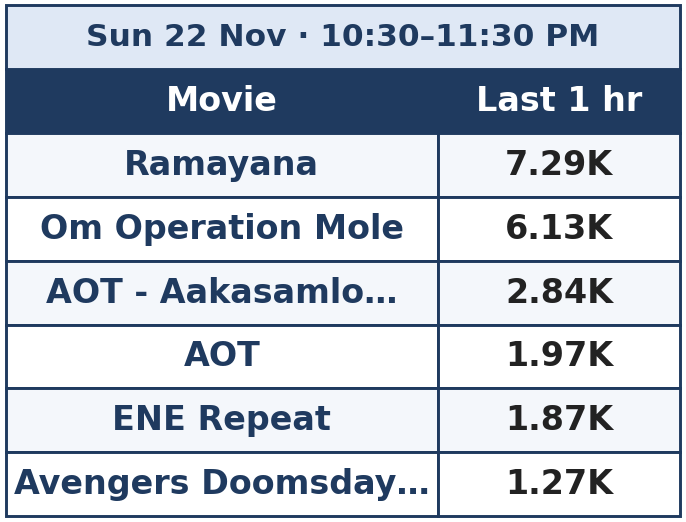 Sun 22 Nov · 10:30–11:30 PM
Movie Last 1 hr
Ramayana 7.29K
Om Operation Mole 6.13K
AOT - Aakasamlo... 2.84K
AOT 1.97K
ENE Repeat 1.87K
Avengers Doomsday... 1.27K